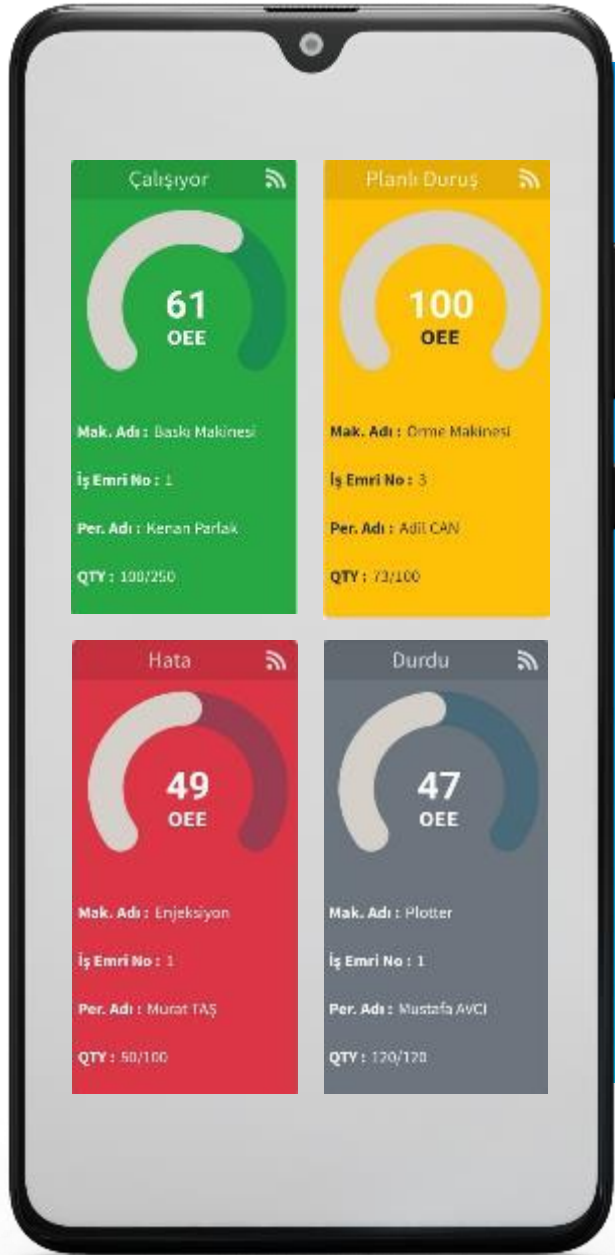 Çalışıyor
61
OEE
Mak. Adı : Baskı Makinesi
İş Emri No : 1
Per. Adı : Kenan Parlak
QTY : 100/250
Planlı Duruş
100
OEE
Mak. Adı : Örme Makinesi
İş Emri No : 3
Per. Adı : Adil CAN
QTY : 73/100
Hata
49
OEE
Mak. Adı : Enjeksiyon
İş Emri No : 1
Per. Adı : Murat TAŞ
QTY : 50/100
Durdu
47
OEE
Mak. Adı : Plotter
İş Emri No : 1
Per. Adı : Mustafa AVCI
QTY : 120/120